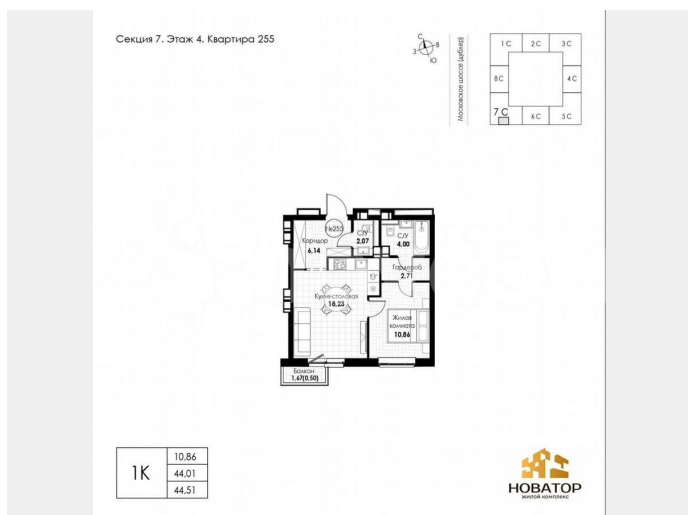 Секция 7. Этаж 4. Квартира 255
С
З
В
Ю
Московское шоссе (дублер)
1 С
2 С
3 С
8 С
4 С
7 С
6 С
5 С
№255
Коридор
6,14
С/У
2,07
С/У
4,00
Гардероб
2,71
Кухня-столовая
18,23
Жилая
комната
10,86
Балкон
1,67(0,50)
1К
10,86
44,01
44,51
НОВАТОР
ЖИЛОЙ КОМПЛЕКС